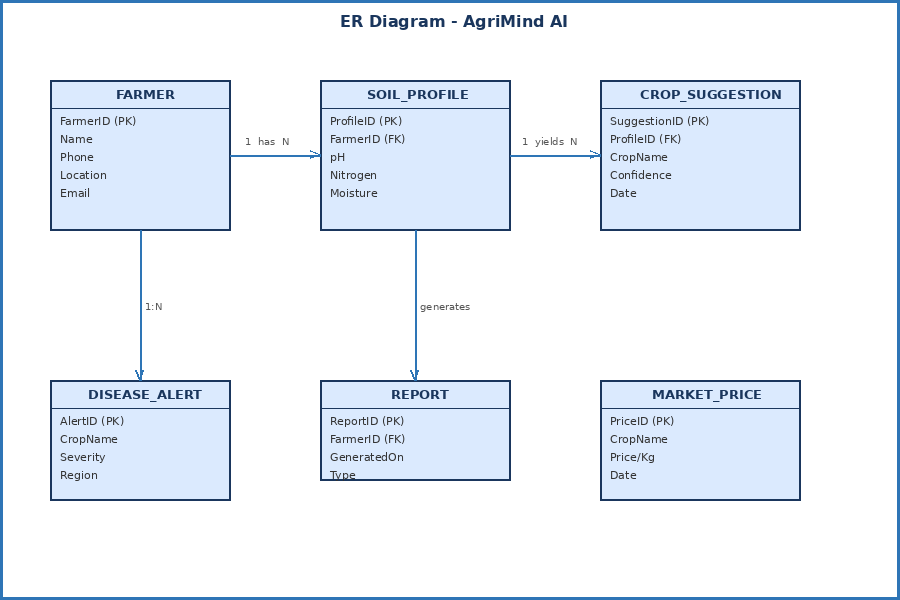 ER Diagram - AgriMind AI
FARMER
FarmerID (PK)
Name
Phone
Location
Email
1 has N
SOIL_PROFILE
ProfileID (PK)
FarmerID (FK)
pH
Nitrogen
Moisture
1 yields N
CROP_SUGGESTION
SuggestionID (PK)
ProfileID (FK)
CropName
Confidence
Date
1:N
generates
DISEASE_ALERT
AlertID (PK)
CropName
Severity
Region
REPORT
ReportID (PK)
FarmerID (FK)
GeneratedOn
Type
MARKET_PRICE
PriceID (PK)
CropName
Price/Kg
Date